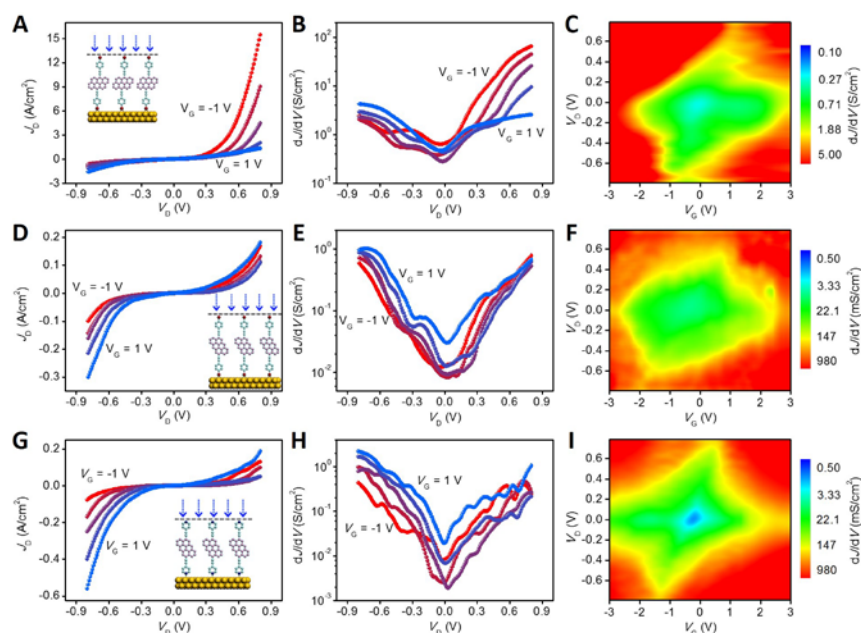 A
B
C
15
12
9
6
3
0
-3
J_D (A/cm²)
V_G = -1 V
V_G = 1 V
-0.9 -0.6 -0.3 0.0 0.3 0.6 0.9
V_D (V)
10²
10¹
10⁰
10⁻¹
dJ/dV (S/cm²)
V_G = -1 V
V_G = 1 V
-0.9 -0.6 -0.3 0.0 0.3 0.6 0.9
V_D (V)
0.6
0.4
0.2
0.0
-0.2
-0.4
-0.6
V_D (V)
-3 -2 -1 0 1 2 3
V_G (V)
0.10
0.27
0.71
1.88
5.00
dJ/dV (S/cm²)
D
E
F
0.2
0.1
0.0
-0.1
-0.2
-0.3
J_D (A/cm²)
V_G = -1 V
V_G = 1 V
-0.9 -0.6 -0.3 0.0 0.3 0.6 0.9
V_D (V)
10⁰
10⁻¹
10⁻²
dJ/dV (S/cm²)
V_G = 1 V
V_G = -1 V
-0.9 -0.6 -0.3 0.0 0.3 0.6 0.9
V_D (V)
0.6
0.4
0.2
0.0
-0.2
-0.4
-0.6
V_D (V)
-3 -2 -1 0 1 2 3
V_G (V)
0.50
3.33
22.1
147
980
dJ/dV (mS/cm²)
G
H
I
0.2
0.0
-0.2
-0.4
-0.6
J_D (A/cm²)
V_G = -1 V
V_G = 1 V
-0.9 -0.6 -0.3 0.0 0.3 0.6 0.9
V_D (V)
10¹
10⁰
10⁻¹
10⁻²
10⁻³
dJ/dV (S/cm²)
V_G = 1 V
V_G = -1 V
-0.9 -0.6 -0.3 0.0 0.3 0.6 0.9
V_D (V)
0.6
0.4
0.2
0.0
-0.2
-0.4
-0.6
V_D (V)
-3 -2 -1 0 1 2 3
V_G (V)
0.50
3.33
22.1
147
980
dJ/dV (mS/cm²)